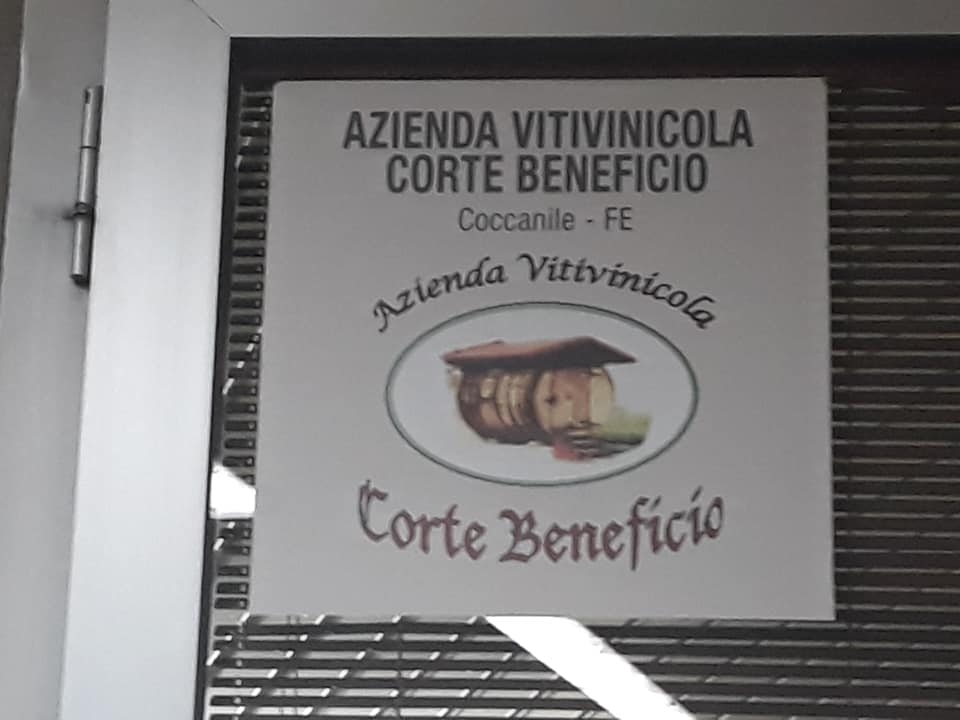 AZIENDA VITIVINICOLA
CORTE BENEFICIO
Coccanile - FE
Azienda Vitivinicola
Corte Beneficio